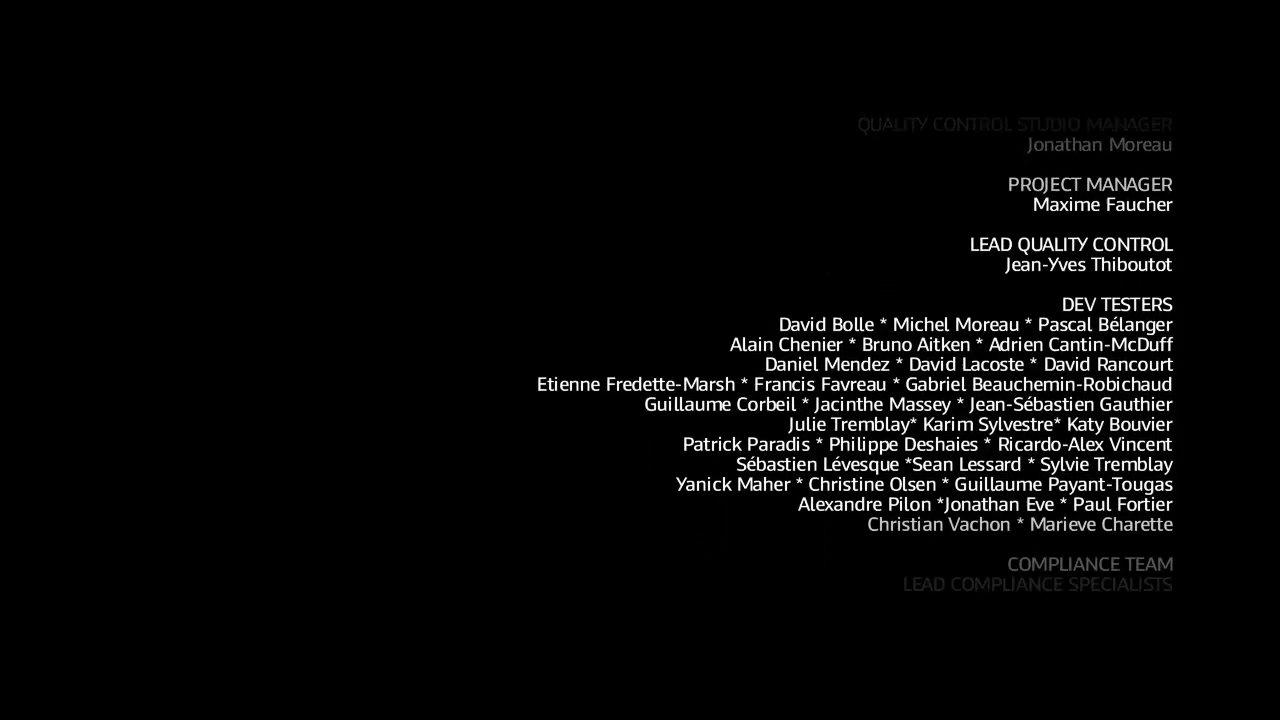 QUALITY CONTROL STUDIO MANAGER
Jonathan Moreau
PROJECT MANAGER
Maxime Faucher
LEAD QUALITY CONTROL
Jean-Yves Thiboutot
DEV TESTERS
David Bolle * Michel Moreau * Pascal Bélanger
Alain Chenier * Bruno Aitken * Adrien Cantin-McDuff
Daniel Mendez * David Lacoste * David Rancourt
Etienne Fredette-Marsh * Francis Favreau * Gabriel Beauchemin-Robichaud
Guillaume Corbeil * Jacinthe Massey * Jean-Sébastien Gauthier
Julie Tremblay* Karim Sylvestre* Katy Bouvier
Patrick Paradis * Philippe Deshaies * Ricardo-Alex Vincent
Sébastien Lévesque *Sean Lessard * Sylvie Tremblay
Yanick Maher * Christine Olsen * Guillaume Payant-Tougas
Alexandre Pilon *Jonathan Eve * Paul Fortier
Christian Vachon * Marieve Charette
COMPLIANCE TEAM
LEAD COMPLIANCE SPECIALISTS